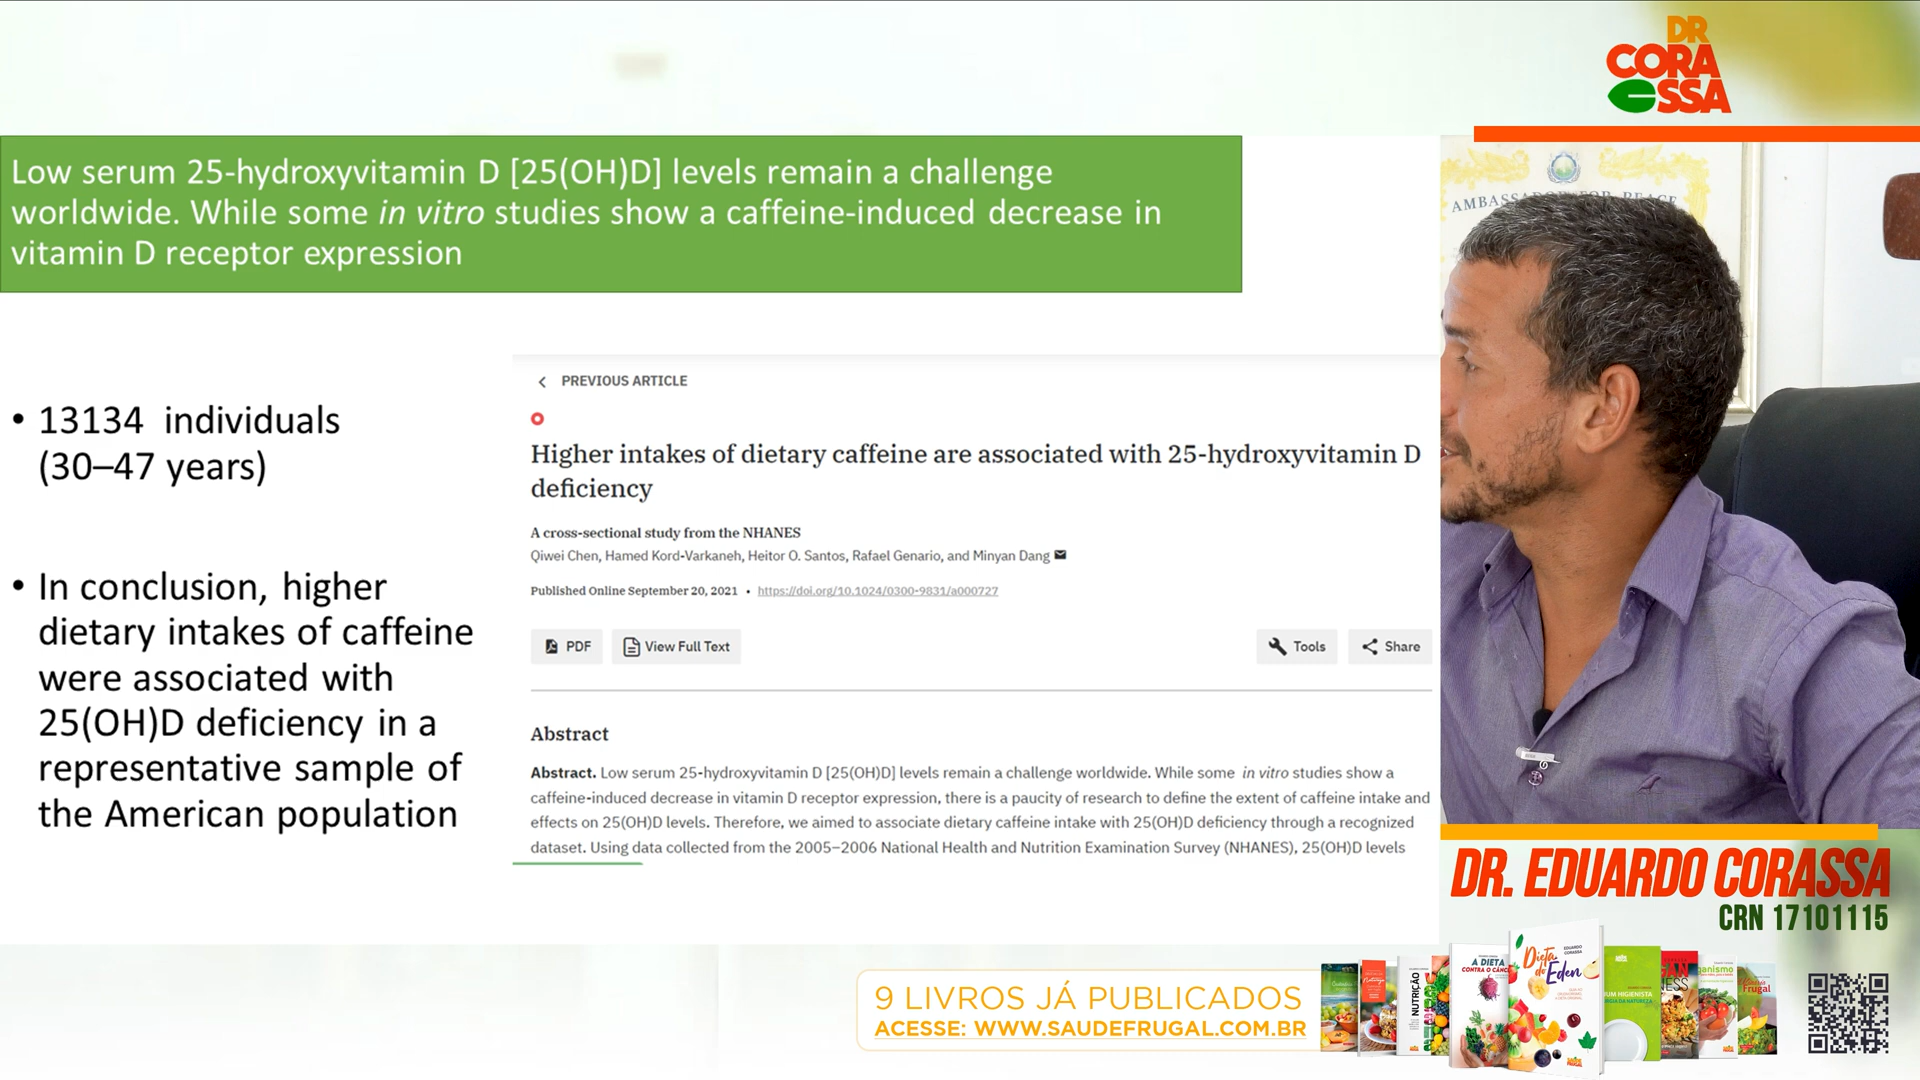 DR
CORA
SSA
Low serum 25-hydroxyvitamin D [25(OH)D] levels remain a challenge
worldwide. While some in vitro studies show a caffeine-induced decrease in
vitamin D receptor expression
AMBASSADOR FOR PEACE
• 13134 individuals
(30–47 years)
• In conclusion, higher
dietary intakes of caffeine
were associated with
25(OH)D deficiency in a
representative sample of
the American population
PREVIOUS ARTICLE
Higher intakes of dietary caffeine are associated with 25-hydroxyvitamin D
deficiency
A cross-sectional study from the NHANES
Qiwei Chen, Hamed Kord-Varkaneh, Heitor O. Santos, Rafael Genario, and Minyan Dang
Published Online September 20, 2021 • https://doi.org/10.1024/0300-9831/a000727
PDF View Full Text Tools Share
Abstract
Abstract. Low serum 25-hydroxyvitamin D [25(OH)D] levels remain a challenge worldwide. While some in vitro studies show a
caffeine-induced decrease in vitamin D receptor expression, there is a paucity of research to define the extent of caffeine intake and
effects on 25(OH)D levels. Therefore, we aimed to associate dietary caffeine intake with 25(OH)D deficiency through a recognized
dataset. Using data collected from the 2005–2006 National Health and Nutrition Examination Survey (NHANES), 25(OH)D levels
DR. EDUARDO CORASSA
CRN 17101115
9 LIVROS JÁ PUBLICADOS
ACESSE: WWW.SAUDEFRUGAL.COM.BR
NUTRIÇÃO
A DIETA
CONTRA O CÂNC
EDUARDO
CORASSA
Dieta
do
Eden